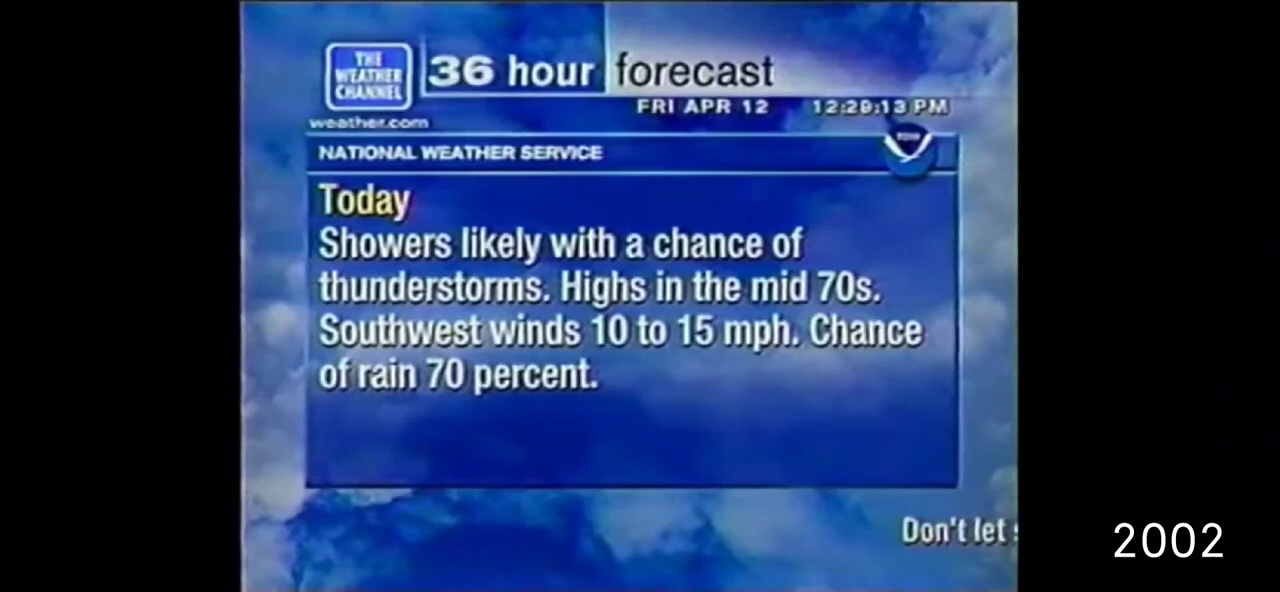 THE
WEATHER
CHANNEL
36 hour forecast
weather.com
FRI APR 12 12:29:13 PM
NATIONAL WEATHER SERVICE
Today
Showers likely with a chance of
thunderstorms. Highs in the mid 70s.
Southwest winds 10 to 15 mph. Chance
of rain 70 percent.
Don't let
2002